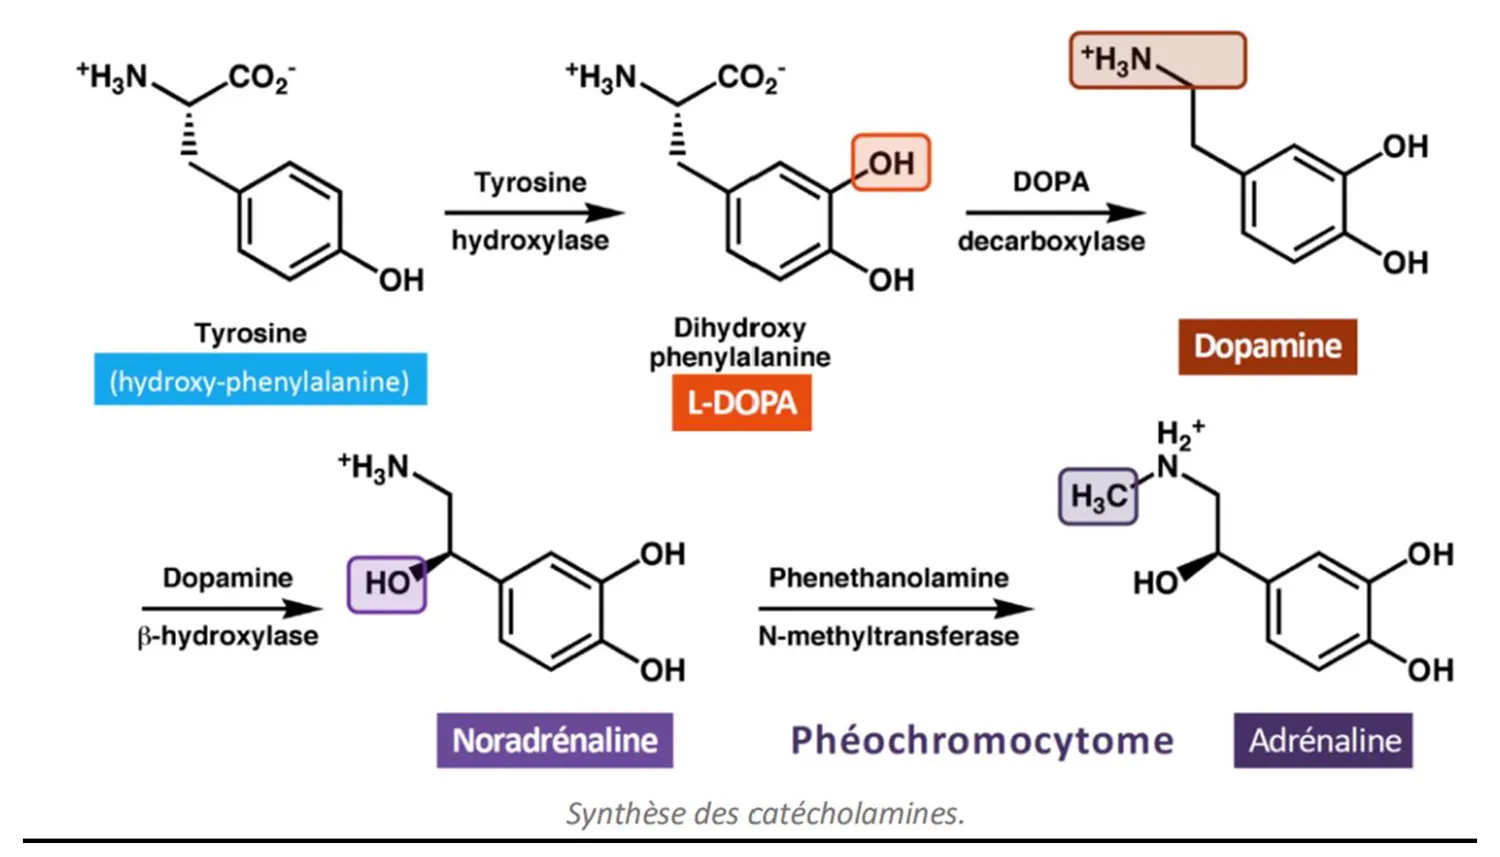 +H3N CO2-
OH
Tyrosine
(hydroxy-phenylalanine)
Tyrosine
hydroxylase
+H3N CO2-
OH
OH
Dihydroxy
phenylalanine
L-DOPA
DOPA
decarboxylase
+H3N
OH
OH
Dopamine
Dopamine
β-hydroxylase
+H3N
HO
OH
OH
Noradrénaline
Phenethanolamine
N-methyltransferase
Phéochromocytome
H2+
N
H3C
HO
OH
OH
Adrénaline
Synthèse des catécholamines.